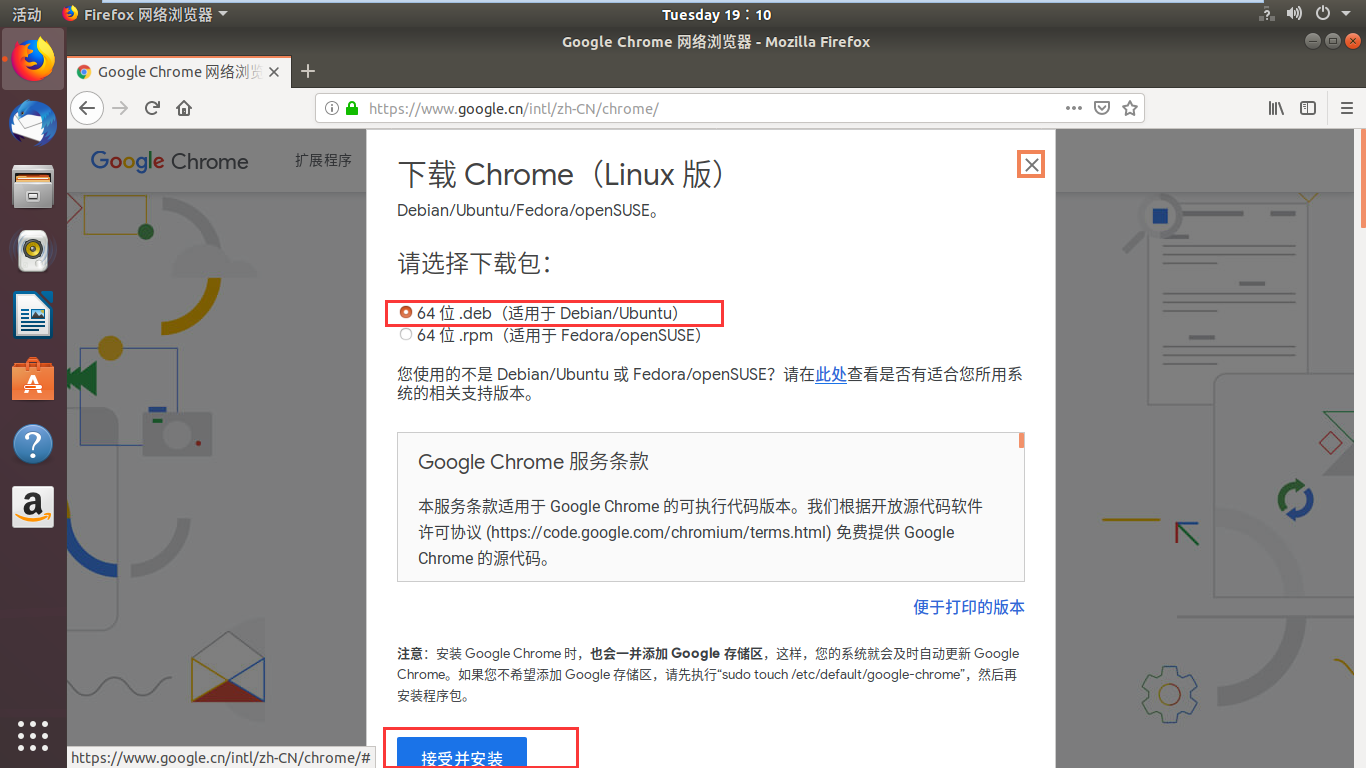 活动
Firefox 网络浏览器
Tuesday 19：10
Google Chrome 网络浏览器 - Mozilla Firefox
Google Chrome 网络浏览
https://www.google.cn/intl/zh-CN/chrome/
Google Chrome
扩展程序
下载 Chrome（Linux 版）
Debian/Ubuntu/Fedora/openSUSE。
请选择下载包：
64 位 .deb（适用于 Debian/Ubuntu）
64 位 .rpm（适用于 Fedora/openSUSE）
您使用的不是 Debian/Ubuntu 或 Fedora/openSUSE？请在此处查看是否有适合您所用系
统的相关支持版本。
Google Chrome 服务条款
本服务条款适用于 Google Chrome 的可执行代码版本。我们根据开放源代码软件
许可协议 (https://code.google.com/chromium/terms.html) 免费提供 Google
Chrome 的源代码。
便于打印的版本
注意：安装 Google Chrome 时，也会一并添加 Google 存储区，这样，您的系统就会及时自动更新 Google
Chrome。如果您不希望添加 Google 存储区，请先执行“sudo touch /etc/default/google-chrome”，然后再
安装程序包。
接受并安装
https://www.google.cn/intl/zh-CN/chrome/#